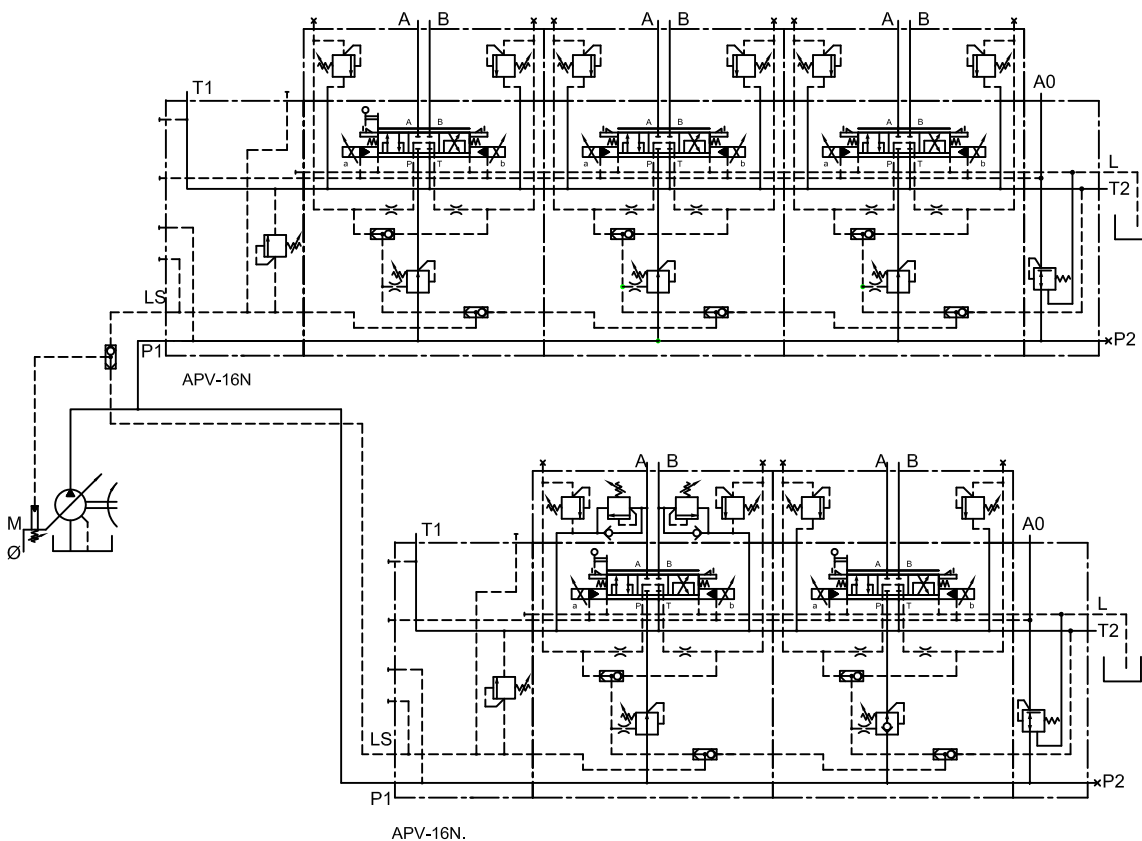 A B A B A B
T1
A0
A B A B A B
L
a P T b a P T b a P T b
T2
LS
P1
P2
APV-16N
A B A B
M
Ø
T1
A0
A B A B
L
a P T b a P T b
T2
LS
P1
P2
APV-16N.